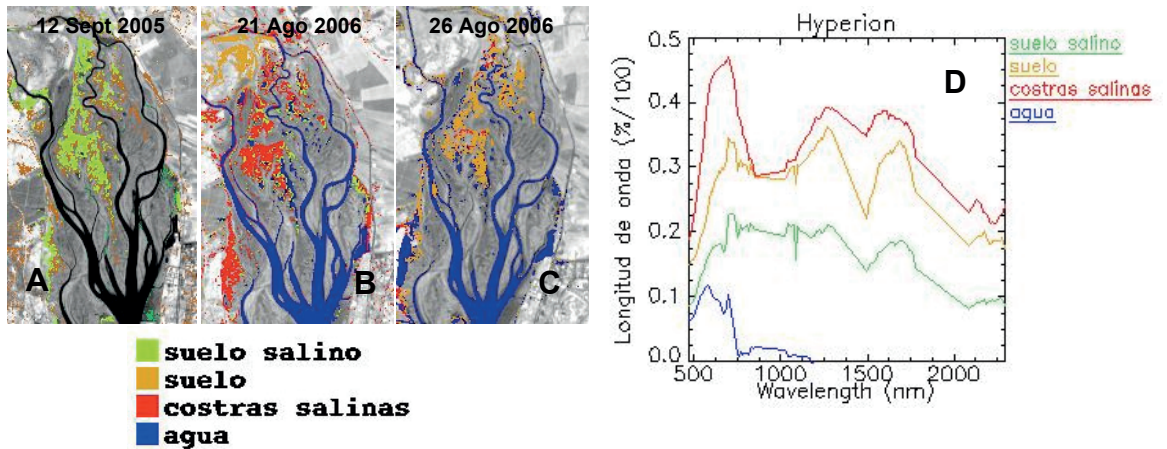 12 Sept 2005
21 Ago 2006
26 Ago 2006
A
B
C
suelo salino
suelo
costras salinas
agua
Hyperion
D
Longitud de onda (%/100)
0.5
0.4
0.3
0.2
0.1
0.0
500
1000
1500
2000
Wavelength (nm)
suelo salino
suelo
costras salinas
agua